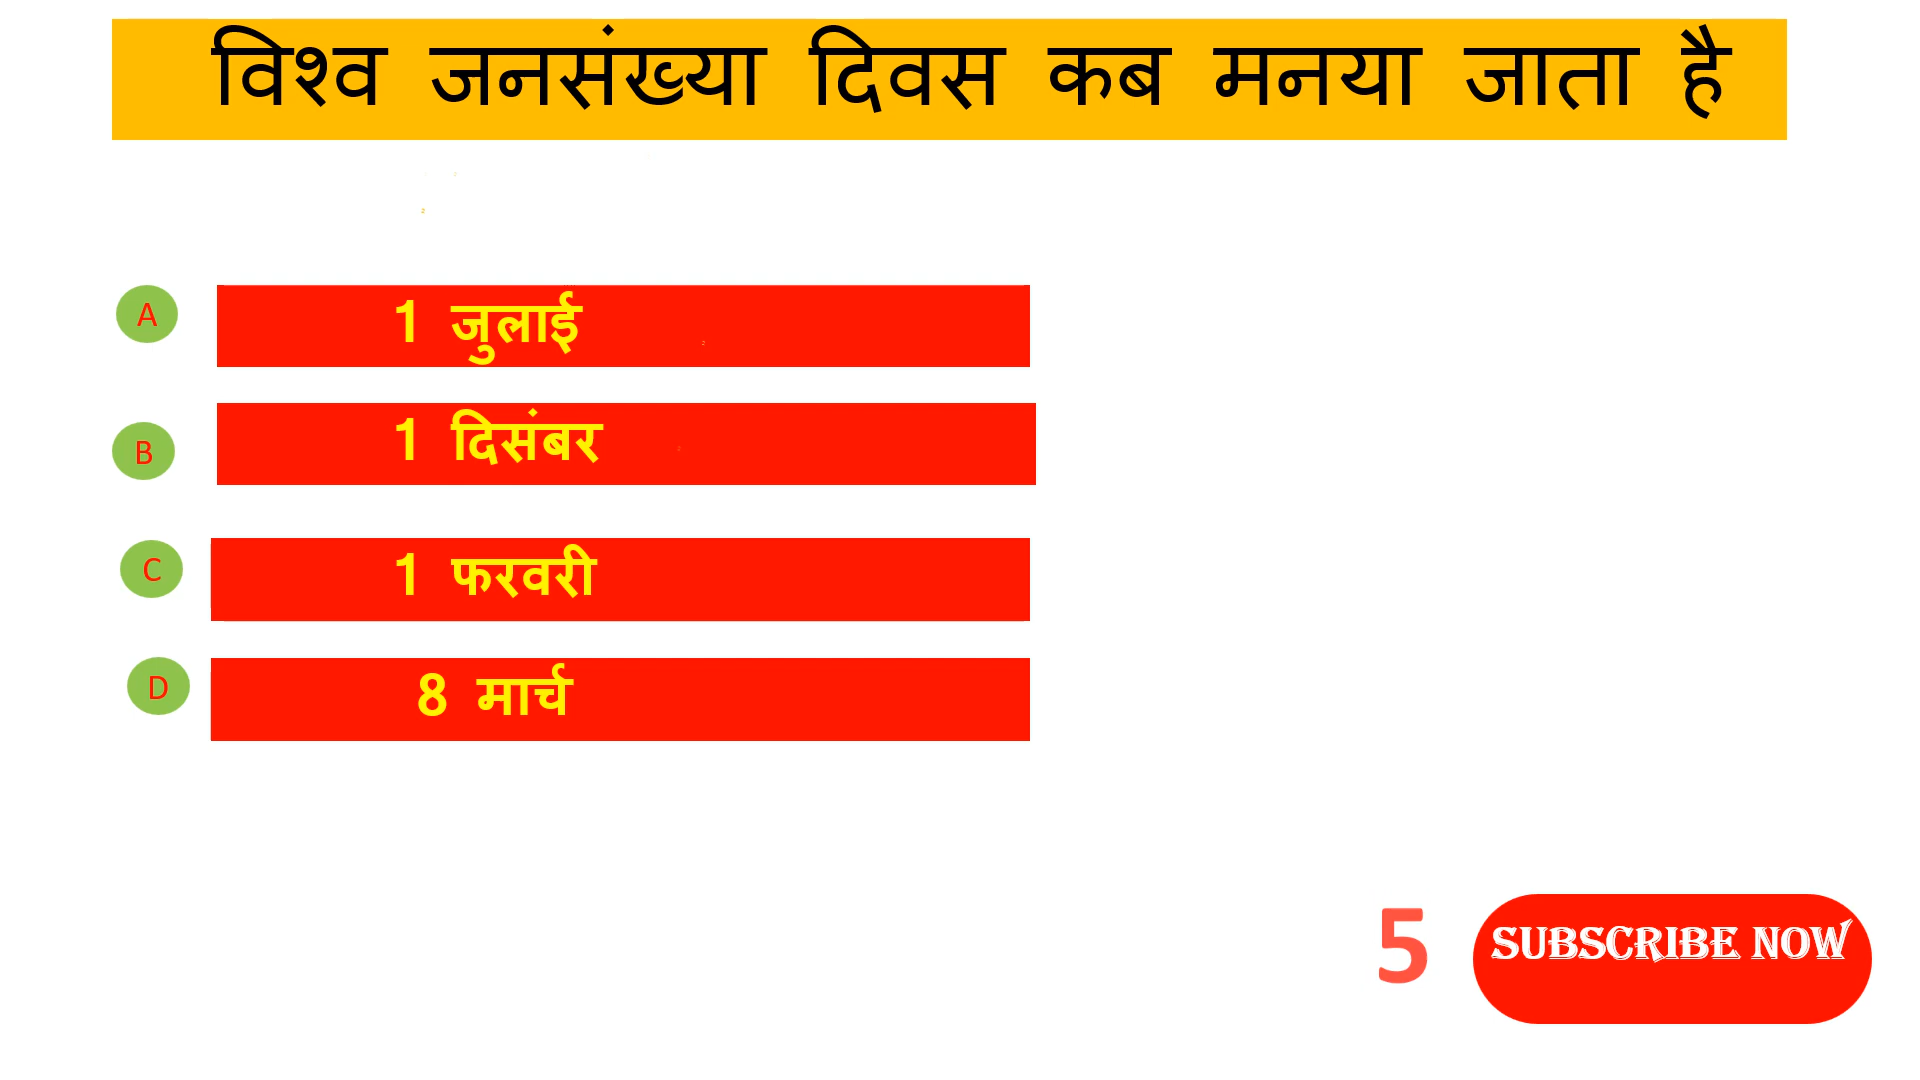 विश्व जनसंख्या दिवस कब मनया जाता है
A 1 जुलाई
B 1 दिसंबर
C 1 फरवरी
D 8 मार्च
5 SUBSCRIBE NOW